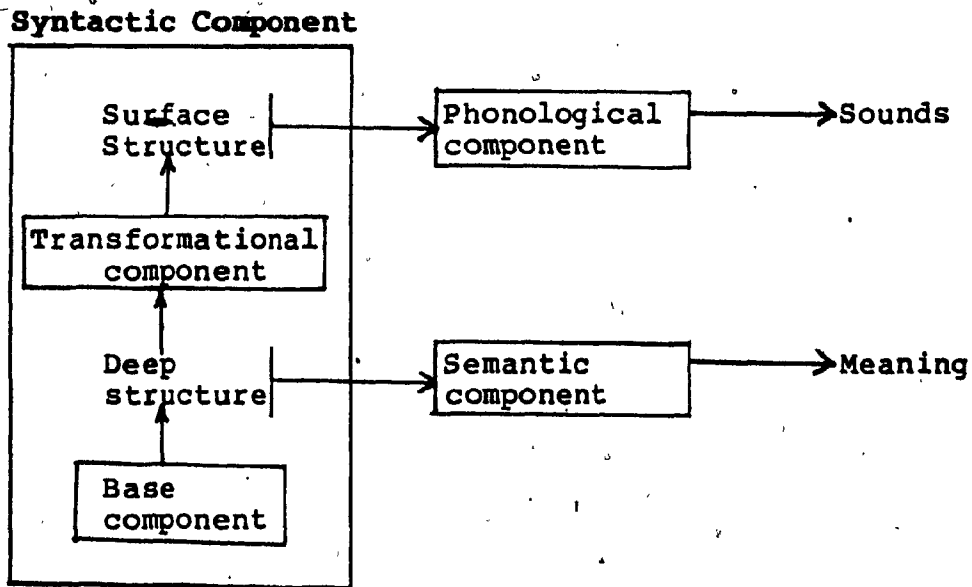 Syntactic Component
Surface
Structure
Phonological
component
Sounds
Transformational
component
Deep
structure
Semantic
component
Meaning
Base
component